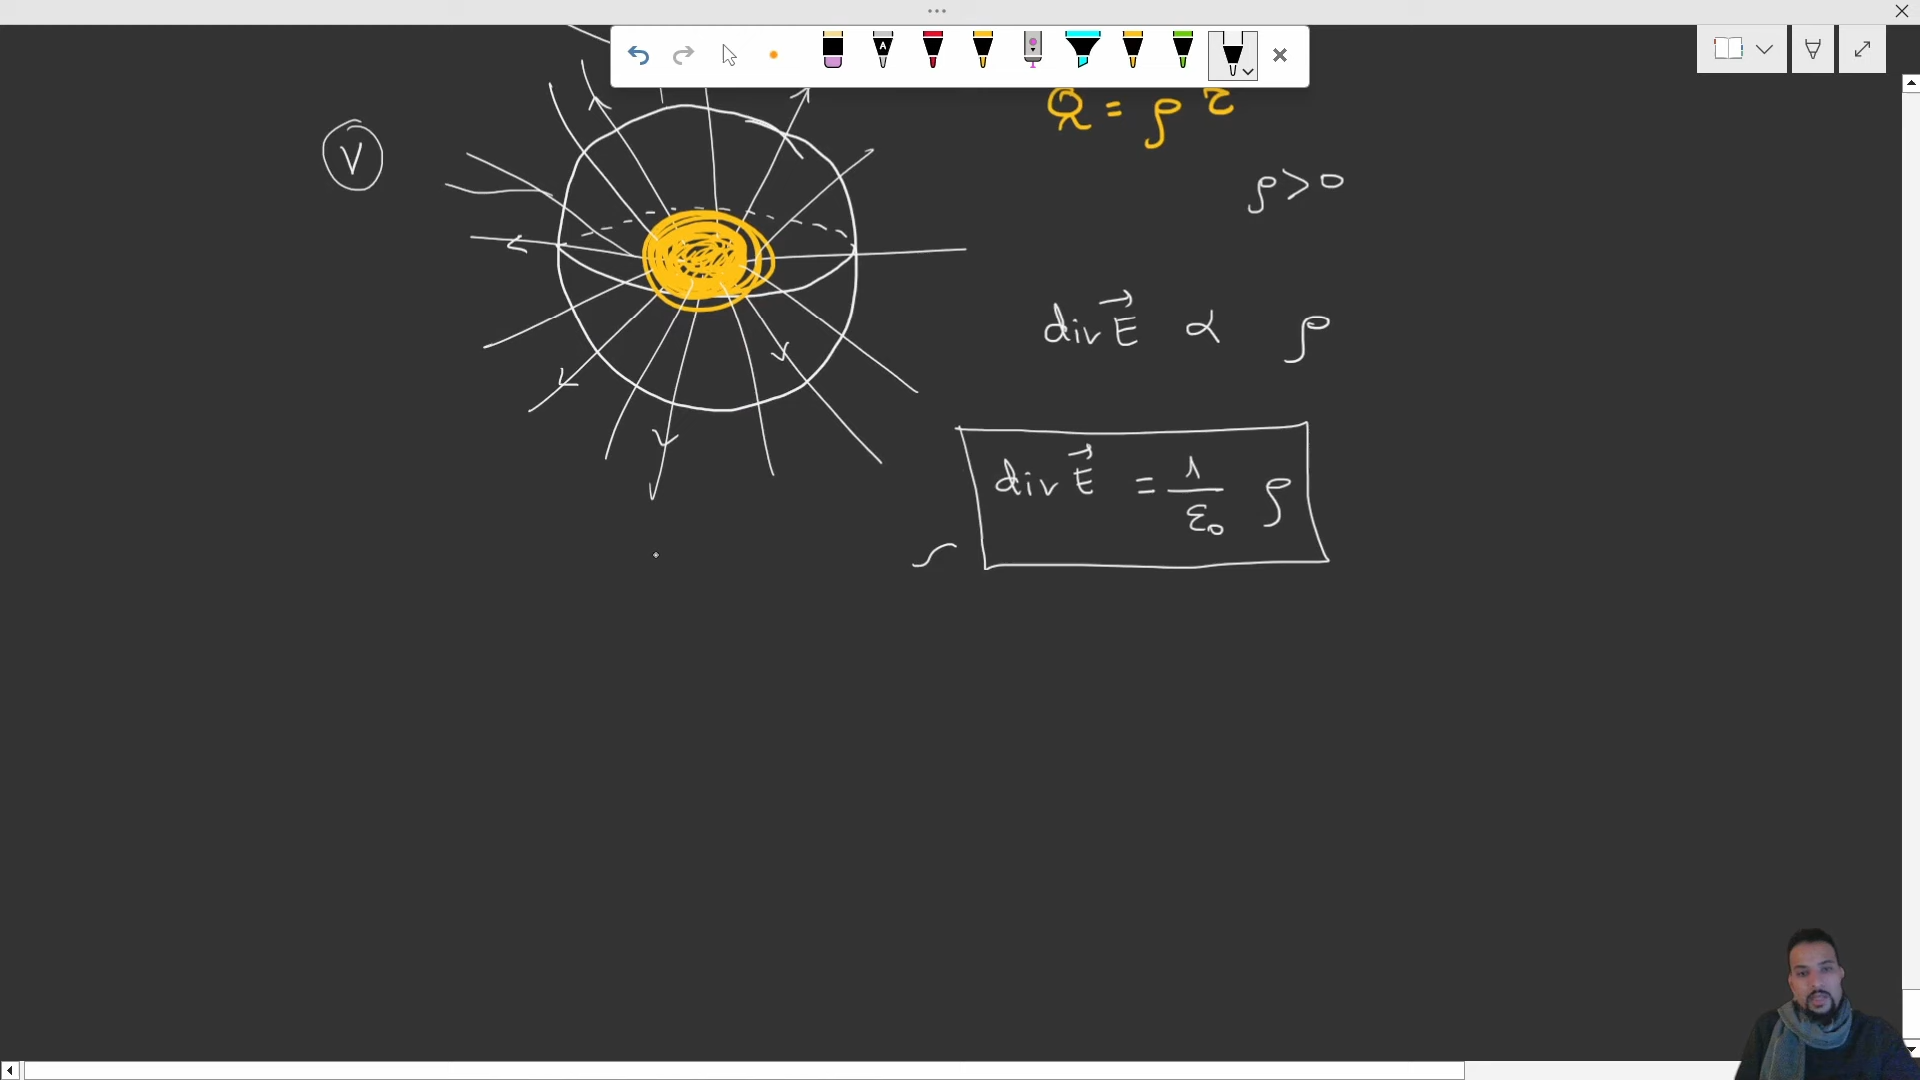 Q = ρ τ
V
ρ > 0
div E⃗ ∝ ρ
div E⃗ = 1/ε₀ ρ
A